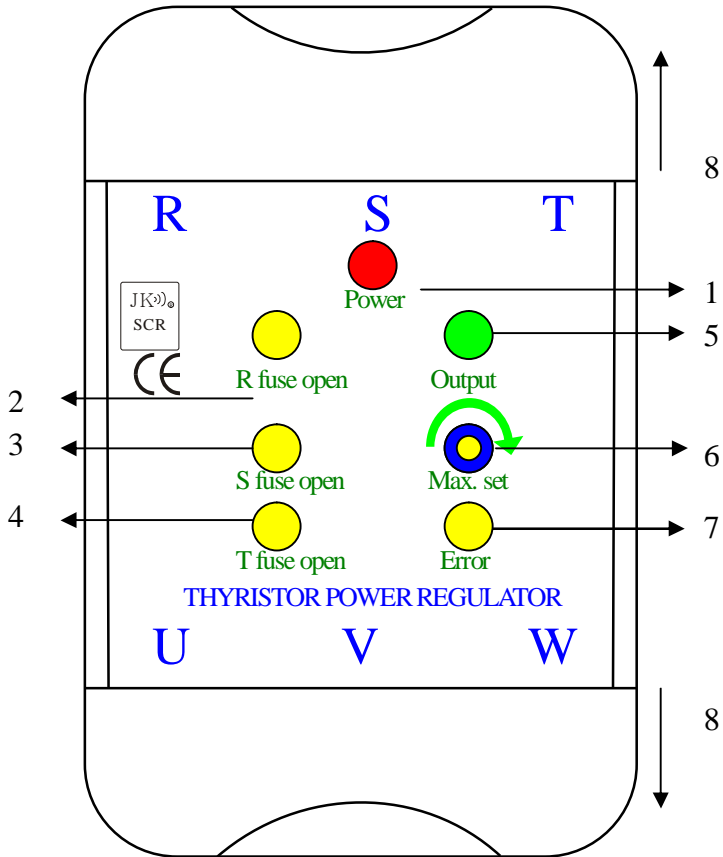 8
R S T
Power
1
JK
SCR
5
CE
R fuse open Output
2
3
6
S fuse open Max. set
4
7
T fuse open Error
THYRISTOR POWER REGULATOR
U V W
8